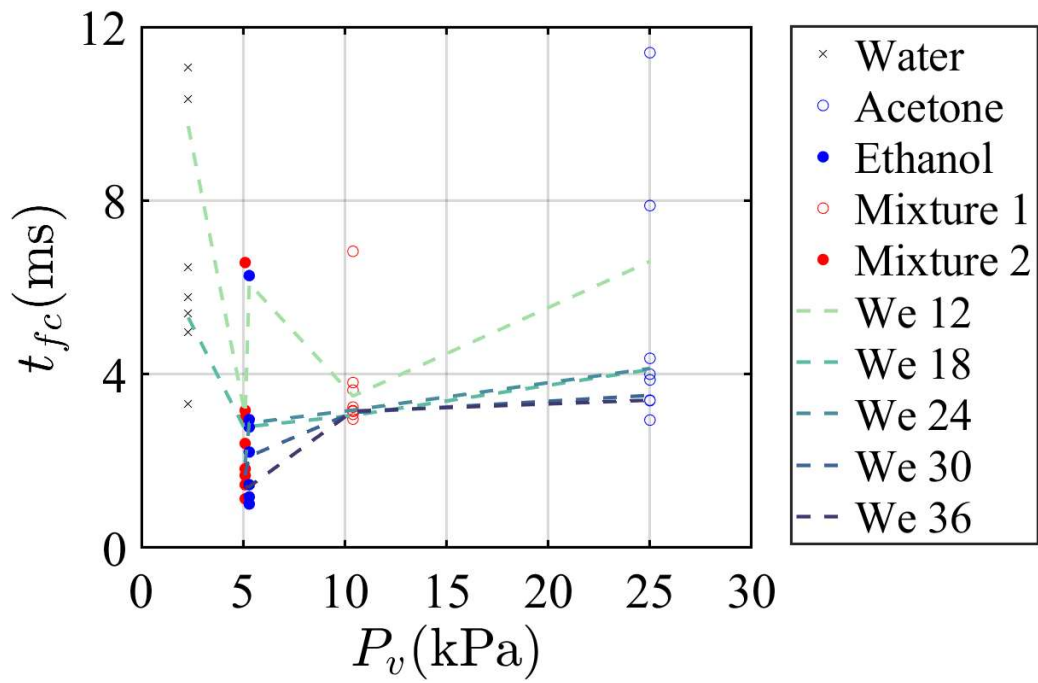 12
8
4
0
t_{fc}(ms)
0 5 10 15 20 25 30
P_v(kPa)
Water
Acetone
Ethanol
Mixture 1
Mixture 2
We 12
We 18
We 24
We 30
We 36